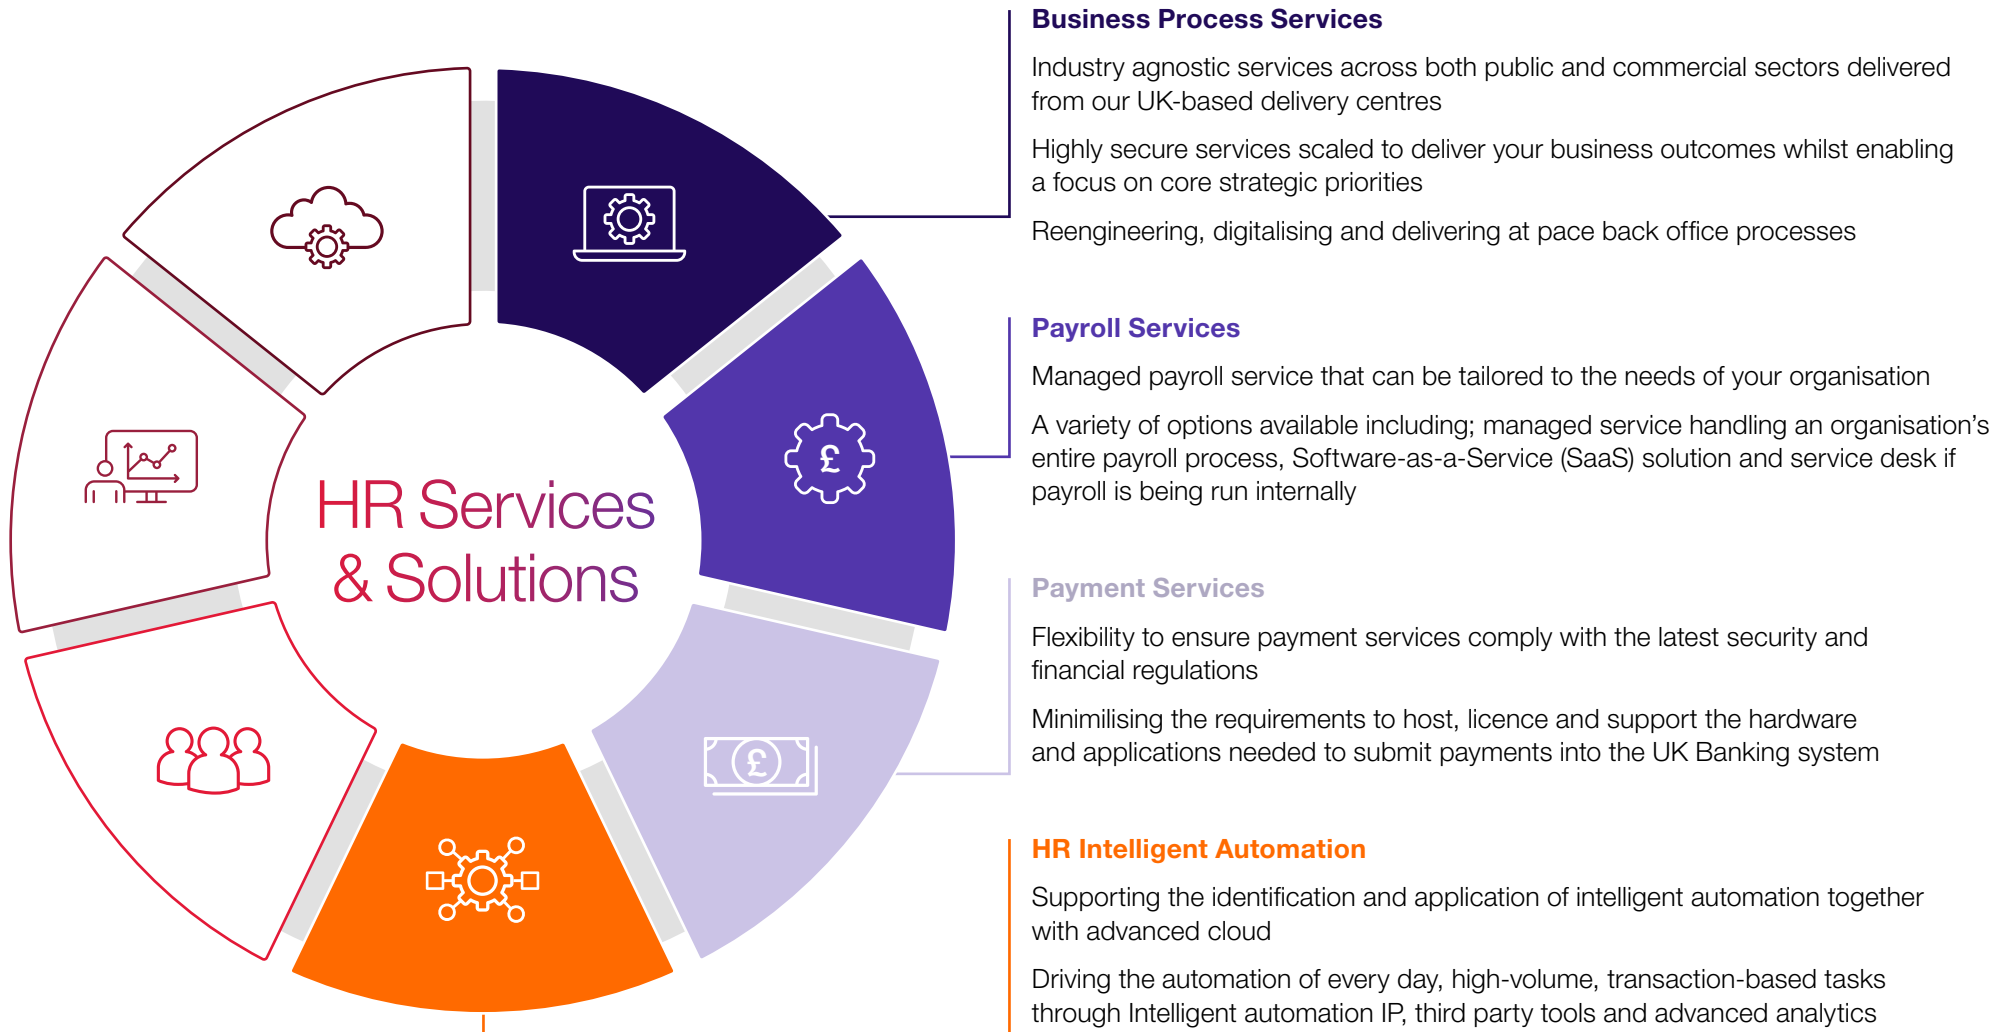 HR Services
& Solutions
£
£
Business Process Services
Industry agnostic services across both public and commercial sectors delivered
from our UK-based delivery centres
Highly secure services scaled to deliver your business outcomes whilst enabling
a focus on core strategic priorities
Reengineering, digitalising and delivering at pace back office processes
Payroll Services
Managed payroll service that can be tailored to the needs of your organisation
A variety of options available including; managed service handling an organisation’s
entire payroll process, Software-as-a-Service (SaaS) solution and service desk if
payroll is being run internally
Payment Services
Flexibility to ensure payment services comply with the latest security and
financial regulations
Minimilising the requirements to host, licence and support the hardware
and applications needed to submit payments into the UK Banking system
HR Intelligent Automation
Supporting the identification and application of intelligent automation together
with advanced cloud
Driving the automation of every day, high-volume, transaction-based tasks
through Intelligent automation IP, third party tools and advanced analytics